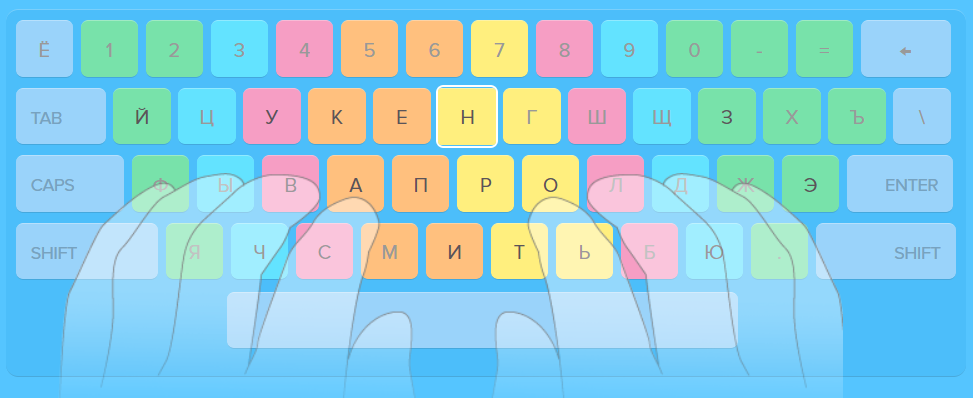 Ё 1 2 3 4 5 6 7 8 9 0 - = ←
TAB Й Ц У К Е Н Г Ш Щ З Х Ъ \
CAPS Ф Ы В А П Р О Л Д Ж Э ENTER
SHIFT Я Ч С М И Т Ь Б Ю . SHIFT